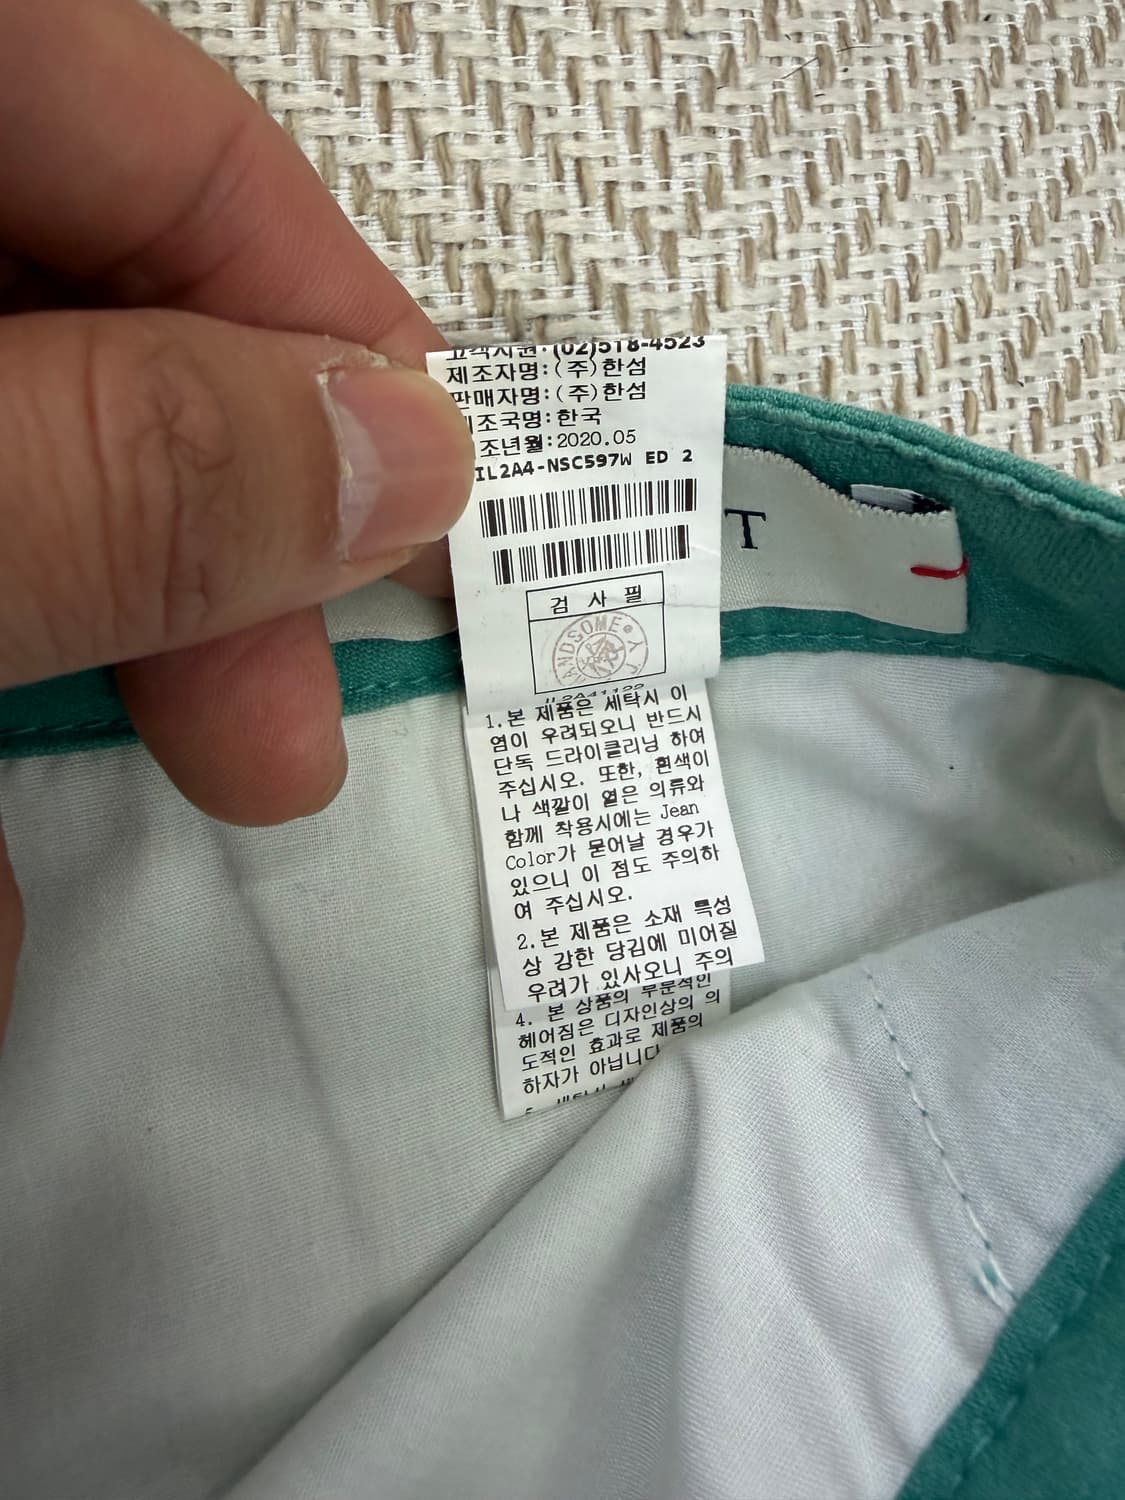 고객지원:(02)518-4523
제조자명:(주)한섬
판매자명:(주)한섬
조국명:한국
조년월:2020.05
IL2A4-NSC597W ED 2
T
검 사 필
HANDSOME
1.본 제품은 세탁시 이
염이 우려되오니 반드시
단독 드라이클리닝 하여
주십시오. 또한, 흰색이
나 색깔이 옅은 의류와
함께 착용시에는 Jean
Color가 묻어날 경우가
있으니 이 점도 주의하
여 주십시오.
2.본 제품은 소재 특성
상 강한 당김에 미어질
우려가 있사오니 주의
4. 본 상품의 부분적인
헤어짐은 디자인상의 의
도적인 효과로 제품의
하자가 아닙니다